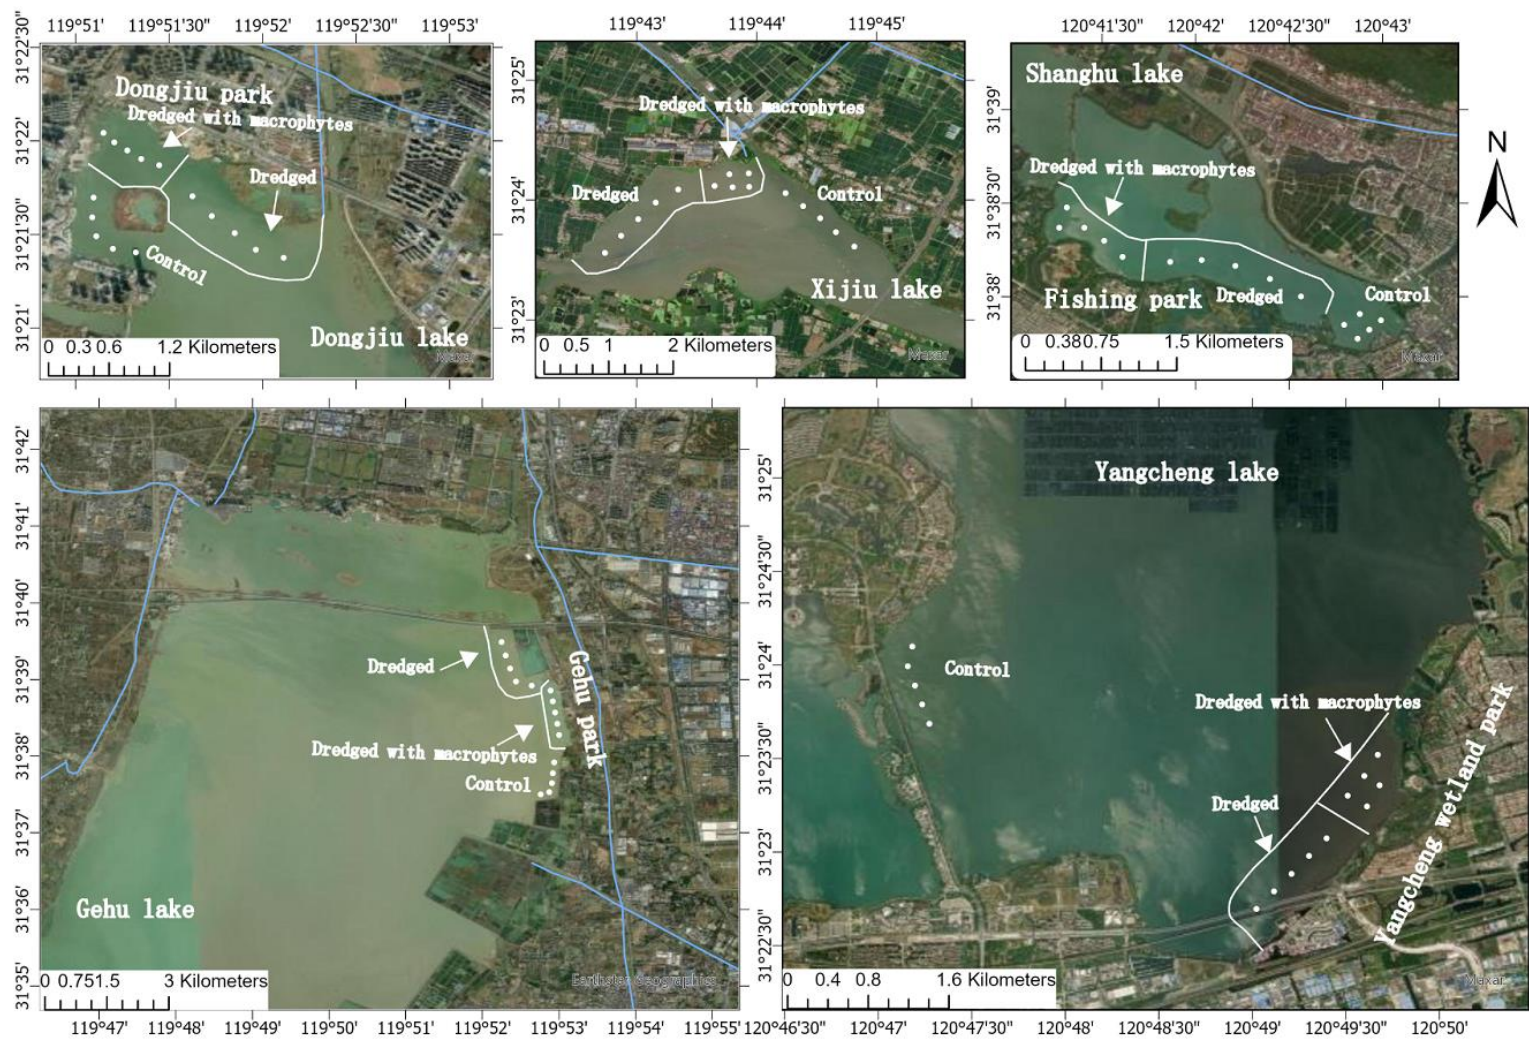 119°51' 119°51'30" 119°52' 119°52'30" 119°53'
31°22'30"
31°22'
31°21'30"
31°21'
Dongjiu park
Dredged with macrophytes
Dredged
Control
Dongjiu lake
0 0.3 0.6 1.2 Kilometers
Maxar
119°43' 119°44' 119°45'
31°25'
31°24'
31°23'
Dredged with macrophytes
Dredged
Control
Xijiu lake
0 0.5 1 2 Kilometers
Maxar
120°41'30" 120°42' 120°42'30" 120°43'
31°39'
31°38'30"
31°38'
Shanghu lake
Dredged with macrophytes
Fishing park
Dredged
Control
0 0.38 0.75 1.5 Kilometers
Maxar
N
31°42'
31°41'
31°40'
31°39'
31°38'
31°37'
31°36'
31°35'
Dredged
Gehu park
Dredged with macrophytes
Control
Gehu lake
0 0.75 1.5 3 Kilometers
Earthstar Geographics
119°47' 119°48' 119°49' 119°50' 119°51' 119°52' 119°53' 119°54' 119°55'
31°25'
31°24'30"
31°24'
31°23'30"
31°23'
31°22'30"
Yangcheng lake
Control
Dredged with macrophytes
Dredged
Yangcheng wetland park
0 0.4 0.8 1.6 Kilometers
Maxar
120°46'30" 120°47' 120°47'30" 120°48' 120°48'30" 120°49' 120°49'30" 120°50'